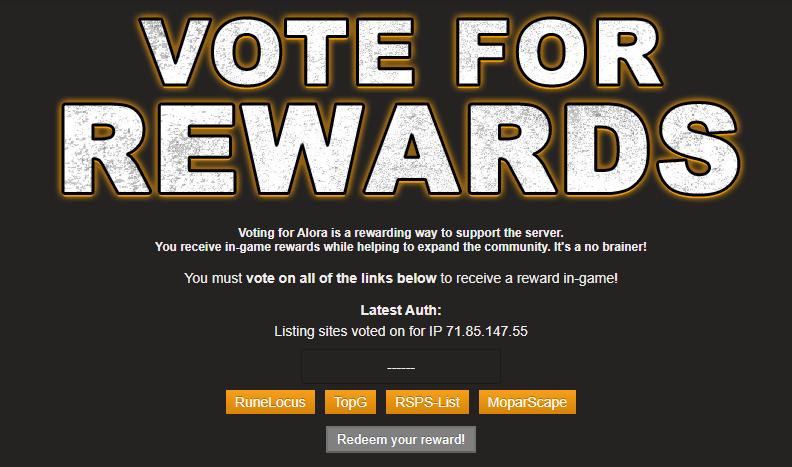 VOTE FOR
REWARDS
Voting for Alora is a rewarding way to support the server.
You receive in-game rewards while helping to expand the community. It's a no brainer!
You must vote on all of the links below to receive a reward in-game!
Latest Auth:
Listing sites voted on for IP 71.85.147.55
------
RuneLocus TopG RSPS-List MoparScape
Redeem your reward!